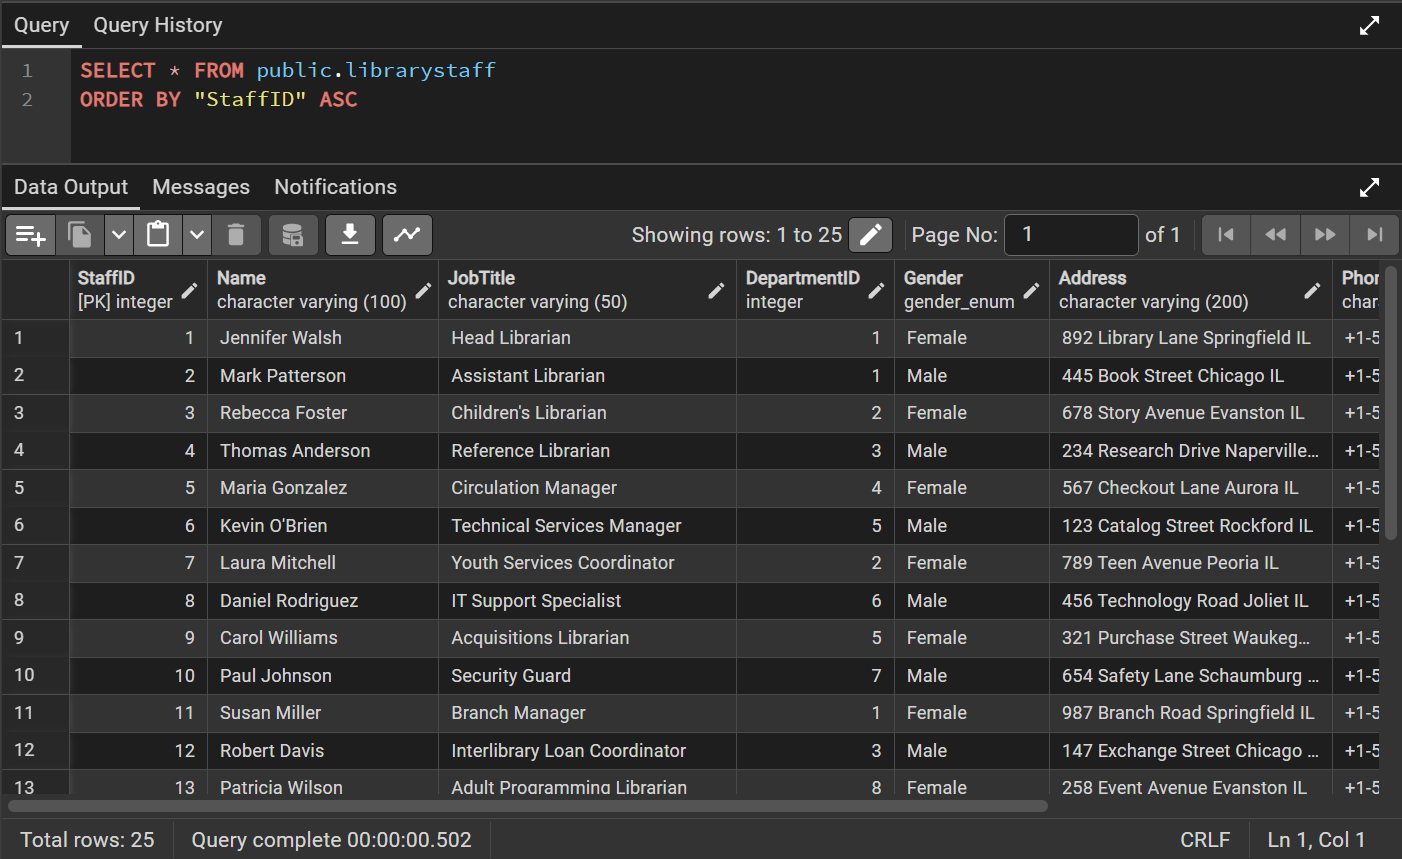 Query Query History
1 SELECT * FROM public.librarystaff
2 ORDER BY "StaffID" ASC
Data Output Messages Notifications
Showing rows: 1 to 25 Page No: 1 of 1
StaffID Name JobTitle DepartmentID Gender Address Phor
[PK] integer character varying (100) character varying (50) integer gender_enum character varying (200) char
1 1 Jennifer Walsh Head Librarian 1 Female 892 Library Lane Springfield IL +1-5
2 2 Mark Patterson Assistant Librarian 1 Male 445 Book Street Chicago IL +1-5
3 3 Rebecca Foster Children's Librarian 2 Female 678 Story Avenue Evanston IL +1-5
4 4 Thomas Anderson Reference Librarian 3 Male 234 Research Drive Naperville... +1-5
5 5 Maria Gonzalez Circulation Manager 4 Female 567 Checkout Lane Aurora IL +1-5
6 6 Kevin O'Brien Technical Services Manager 5 Male 123 Catalog Street Rockford IL +1-5
7 7 Laura Mitchell Youth Services Coordinator 2 Female 789 Teen Avenue Peoria IL +1-5
8 8 Daniel Rodriguez IT Support Specialist 6 Male 456 Technology Road Joliet IL +1-5
9 9 Carol Williams Acquisitions Librarian 5 Female 321 Purchase Street Waukeg... +1-5
10 10 Paul Johnson Security Guard 7 Male 654 Safety Lane Schaumburg ... +1-5
11 11 Susan Miller Branch Manager 1 Female 987 Branch Road Springfield IL +1-5
12 12 Robert Davis Interlibrary Loan Coordinator 3 Male 147 Exchange Street Chicago ... +1-5
13 13 Patricia Wilson Adult Programming Librarian 8 Female 258 Event Avenue Evanston IL +1-5
Total rows: 25 Query complete 00:00:00.502 CRLF Ln 1, Col 1